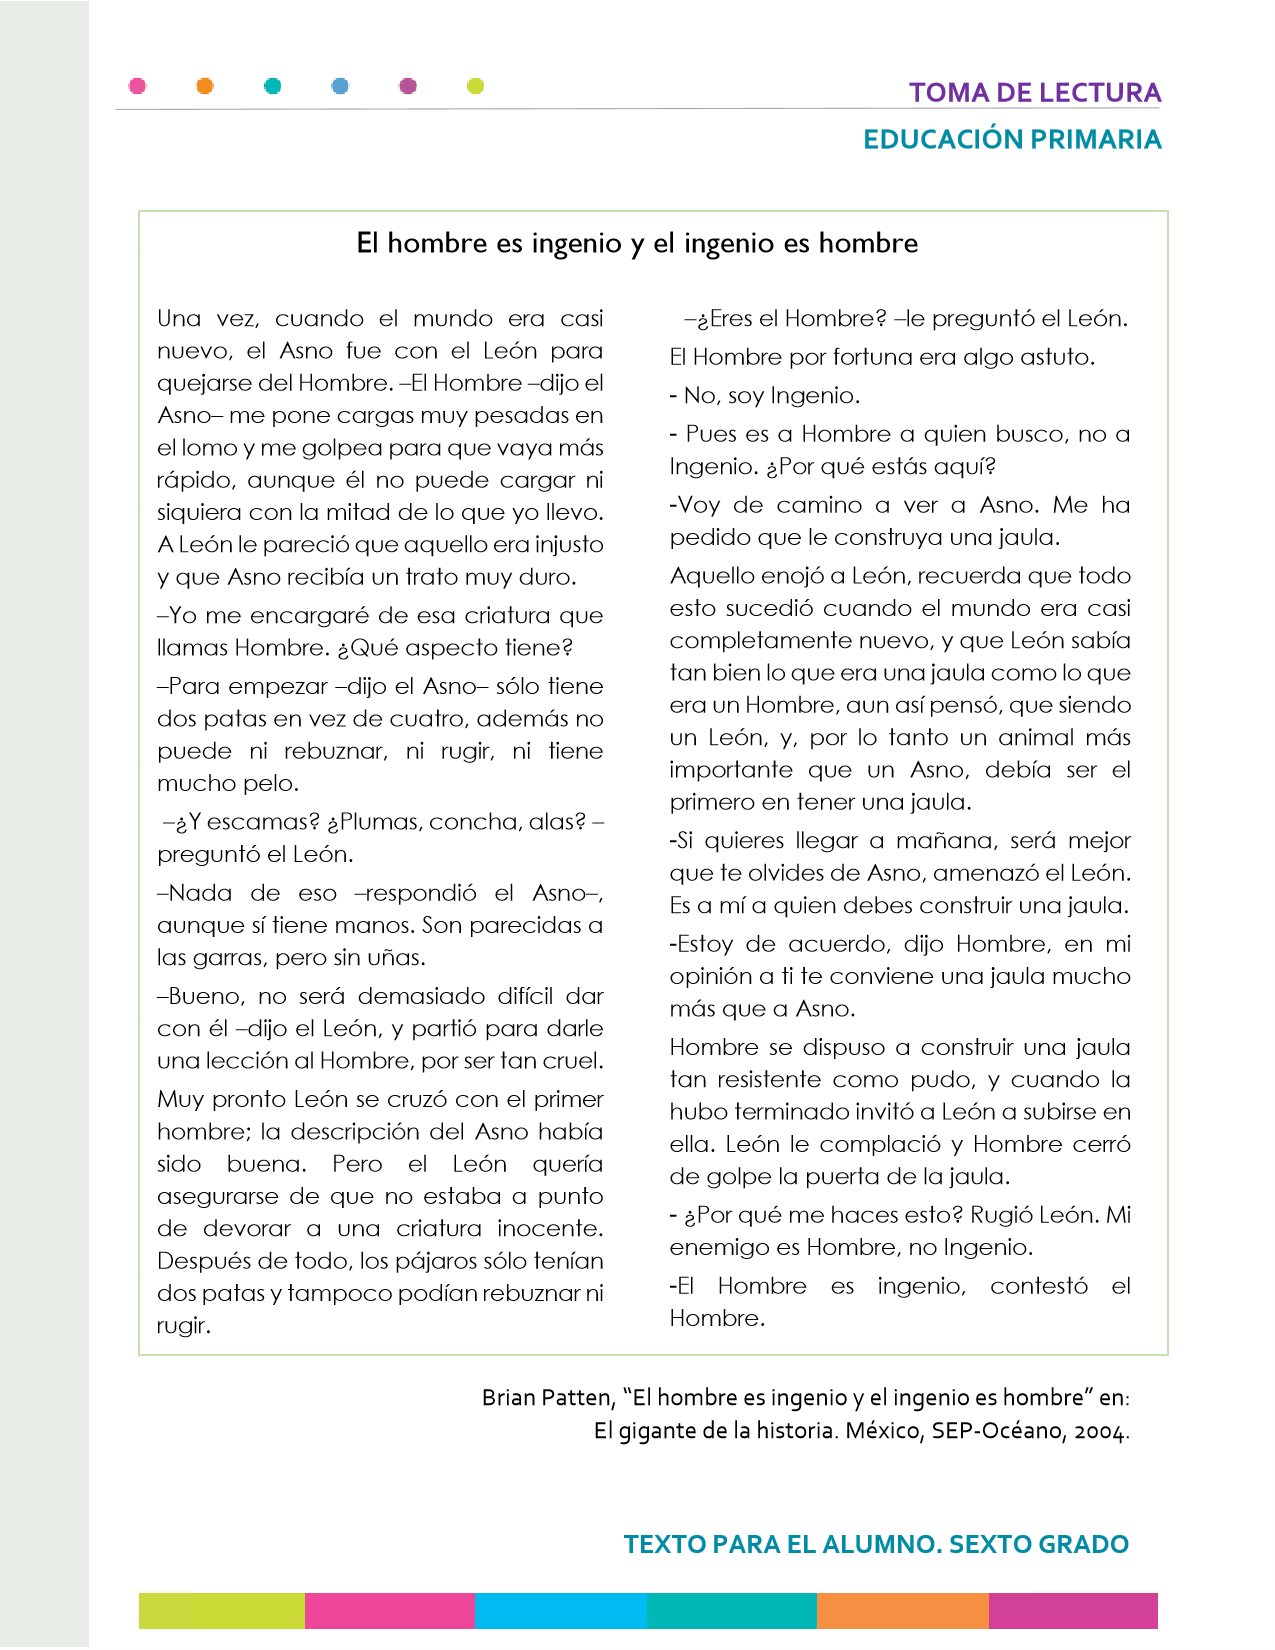 TOMA DE LECTURA
EDUCACIÓN PRIMARIA
El hombre es ingenio y el ingenio es hombre
Una vez, cuando el mundo era casi
nuevo, el Asno fue con el León para
quejarse del Hombre. –El Hombre –dijo el
Asno– me pone cargas muy pesadas en
el lomo y me golpea para que vaya más
rápido, aunque él no puede cargar ni
siquiera con la mitad de lo que yo llevo.
A León le pareció que aquello era injusto
y que Asno recibía un trato muy duro.
–Yo me encargaré de esa criatura que
llamas Hombre. ¿Qué aspecto tiene?
–Para empezar –dijo el Asno– sólo tiene
dos patas en vez de cuatro, además no
puede ni rebuznar, ni rugir, ni tiene
mucho pelo.
–¿Y escamas? ¿Plumas, concha, alas? –
preguntó el León.
–Nada de eso –respondió el Asno–,
aunque sí tiene manos. Son parecidas a
las garras, pero sin uñas.
–Bueno, no será demasiado difícil dar
con él –dijo el León, y partió para darle
una lección al Hombre, por ser tan cruel.
Muy pronto León se cruzó con el primer
hombre; la descripción del Asno había
sido buena. Pero el León quería
asegurarse de que no estaba a punto
de devorar a una criatura inocente.
Después de todo, los pájaros sólo tenían
dos patas y tampoco podían rebuznar ni
rugir.
–¿Eres el Hombre? –le preguntó el León.
El Hombre por fortuna era algo astuto.
- No, soy Ingenio.
- Pues es a Hombre a quien busco, no a
Ingenio. ¿Por qué estás aquí?
-Voy de camino a ver a Asno. Me ha
pedido que le construya una jaula.
Aquello enojó a León, recuerda que todo
esto sucedió cuando el mundo era casi
completamente nuevo, y que León sabía
tan bien lo que era una jaula como lo que
era un Hombre, aun así pensó, que siendo
un León, y, por lo tanto un animal más
importante que un Asno, debía ser el
primero en tener una jaula.
-Si quieres llegar a mañana, será mejor
que te olvides de Asno, amenazó el León.
Es a mí a quien debes construir una jaula.
-Estoy de acuerdo, dijo Hombre, en mi
opinión a ti te conviene una jaula mucho
más que a Asno.
Hombre se dispuso a construir una jaula
tan resistente como pudo, y cuando la
hubo terminado invitó a León a subirse en
ella. León le complació y Hombre cerró
de golpe la puerta de la jaula.
- ¿Por qué me haces esto? Rugió León. Mi
enemigo es Hombre, no Ingenio.
-El Hombre es ingenio, contestó el
Hombre.
Brian Patten, “El hombre es ingenio y el ingenio es hombre” en:
El gigante de la historia. México, SEP-Océano, 2004.
TEXTO PARA EL ALUMNO. SEXTO GRADO